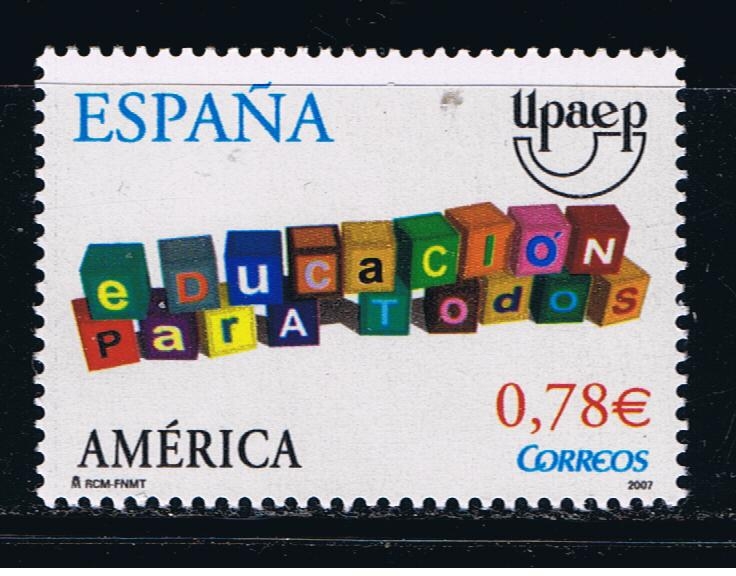 ESPAÑA
Upaep
eDucacIóN
ParA TodoS
0,78€
AMÉRICA
CORREOS
RCM-FNMT
2007